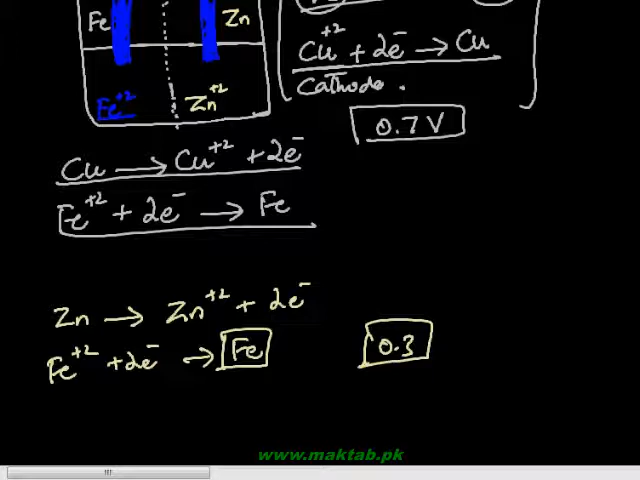 Fe Zn
Cu⁺² + 2e⁻ → Cu
Cathode .
Fe⁺² Zn⁺²
0.7 V
Cu → Cu⁺² + 2e⁻
Fe⁺² + 2e⁻ → Fe
Zn → Zn⁺² + 2e⁻
Fe⁺² + 2e⁻ → Fe 0.3
www.maktab.pk